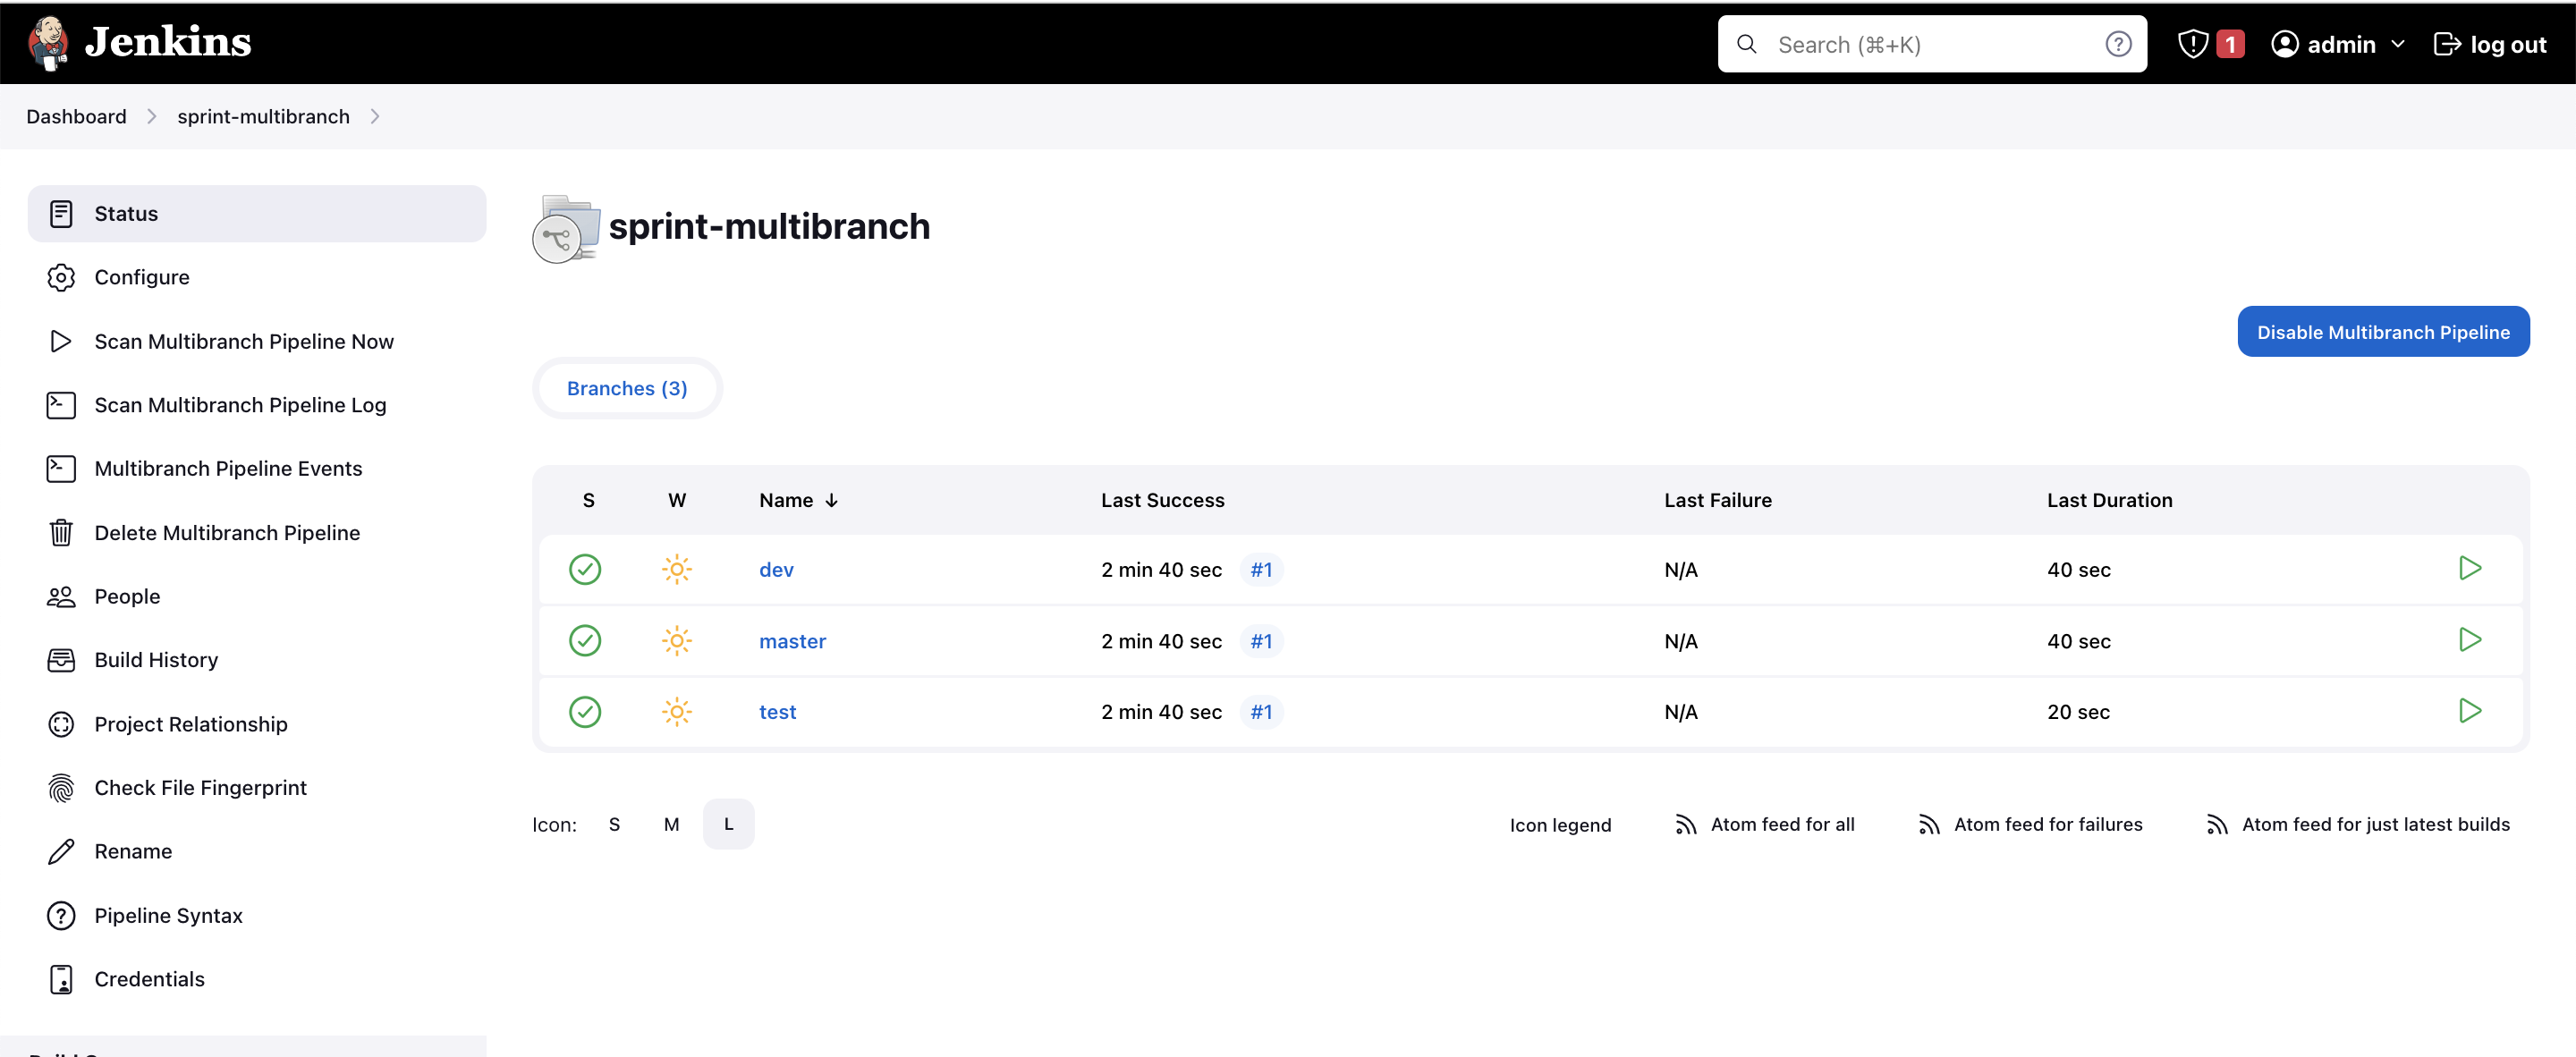 Jenkins
Search (⌘+K)
1
admin
log out
Dashboard
sprint-multibranch
Status
Configure
Scan Multibranch Pipeline Now
Scan Multibranch Pipeline Log
Multibranch Pipeline Events
Delete Multibranch Pipeline
People
Build History
Project Relationship
Check File Fingerprint
Rename
Pipeline Syntax
Credentials
sprint-multibranch
Disable Multibranch Pipeline
Branches (3)
S W Name ↓ Last Success Last Failure Last Duration
dev 2 min 40 sec #1 N/A 40 sec
master 2 min 40 sec #1 N/A 40 sec
test 2 min 40 sec #1 N/A 20 sec
Icon: S M L
Icon legend
Atom feed for all
Atom feed for failures
Atom feed for just latest builds